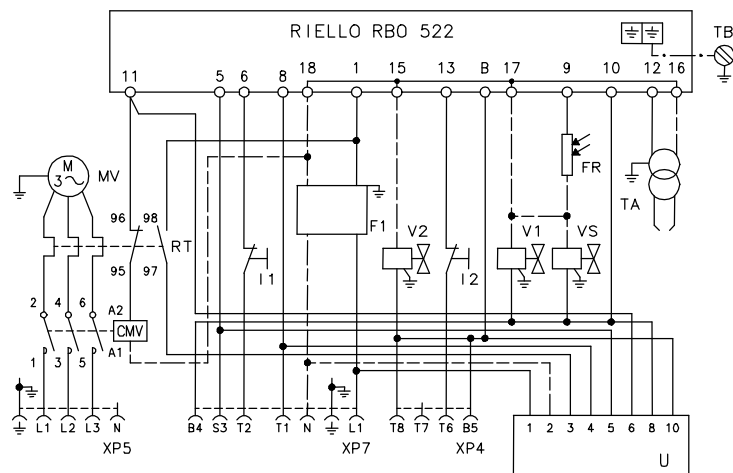 RIELLO RBO 522
TB
11 5 6 8 18 1 15 13 B 17 9 10 12 16
M
3
MV
FR
TA
96 98
RT
F1
V2
V1
VS
95 97
I1
I2
2 4 6 A2
CMV
1 3 5 A1
L1 L2 L3 N
XP5
B4 S3 T2 T1 N L1 T8 T7 T6 B5
XP7
XP4
1 2 3 4 5 6 8 10
U